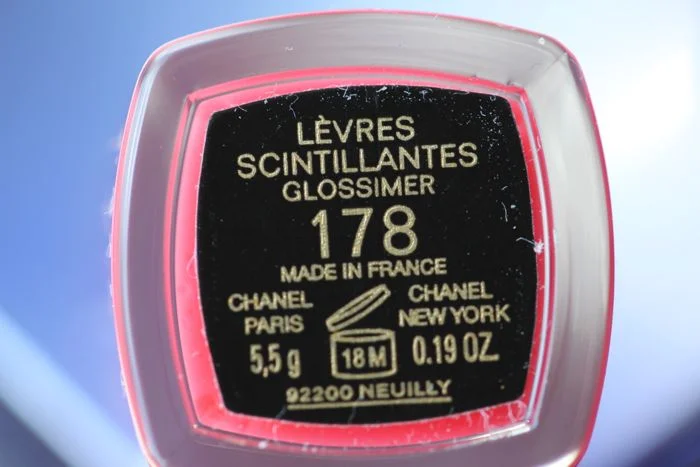 LÈVRES
SCINTILLANTES
GLOSSIMER
178
MADE IN FRANCE
CHANEL
PARIS
5,5 g
18M
CHANEL
NEW YORK
0.19 OZ.
92200 NEUILLY